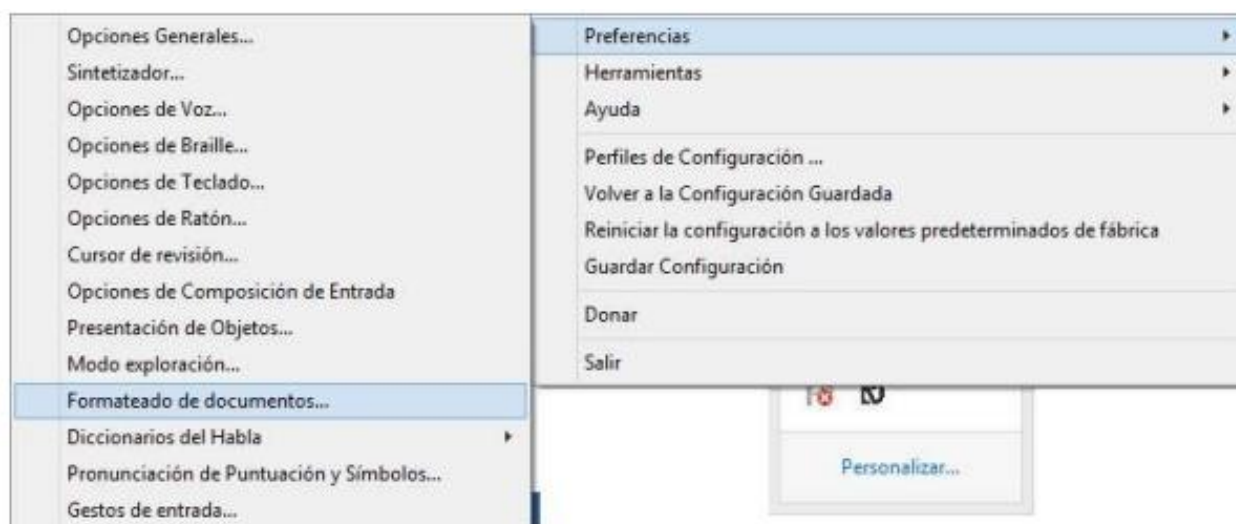 Opciones Generales...
Sintetizador...
Opciones de Voz...
Opciones de Braille...
Opciones de Teclado...
Opciones de Ratón...
Cursor de revisión...
Opciones de Composición de Entrada
Presentación de Objetos...
Modo exploración...
Formateado de documentos...
Diccionarios del Habla
Pronunciación de Puntuación y Símbolos...
Gestos de entrada...
Preferencias
Herramientas
Ayuda
Perfiles de Configuración ...
Volver a la Configuración Guardada
Reiniciar la configuración a los valores predeterminados de fábrica
Guardar Configuración
Donar
Salir
Personalizar...